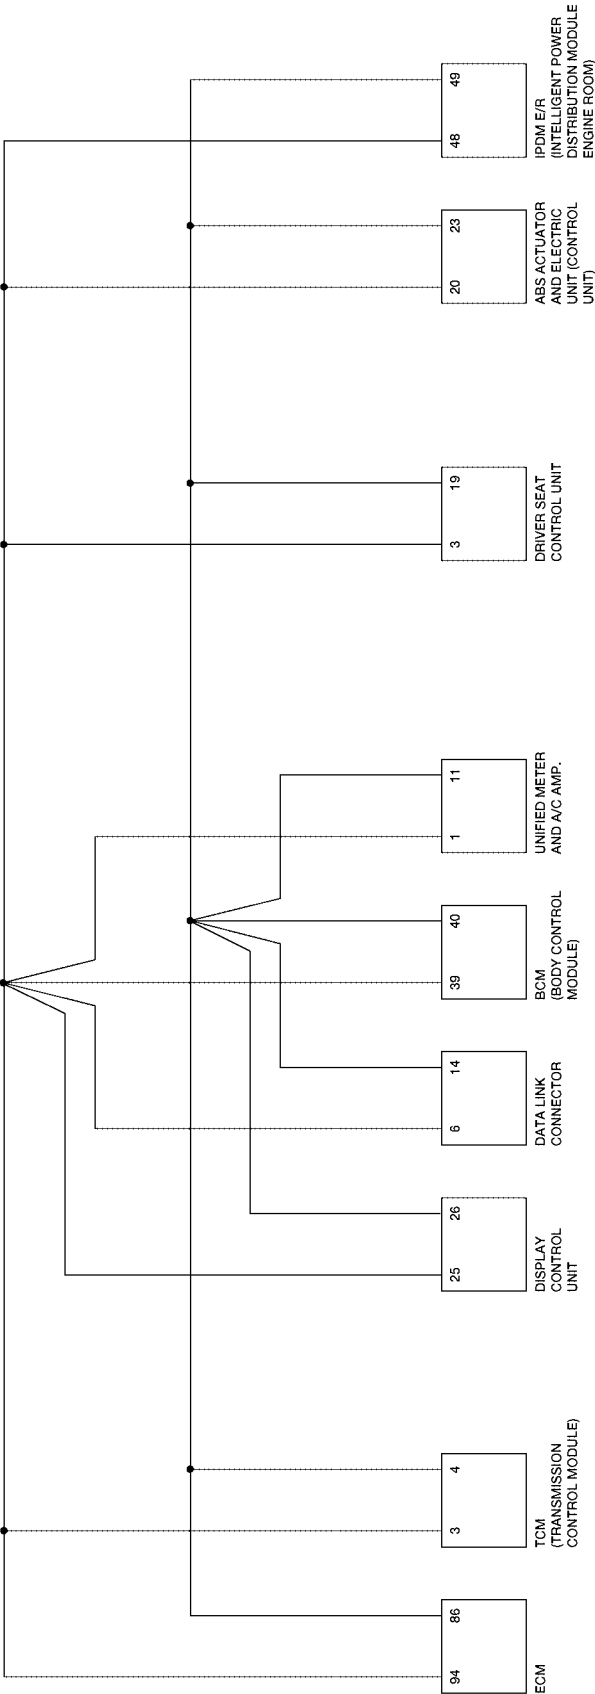 94
86
ECM
3
4
TCM
(TRANSMISSION
CONTROL MODULE)
25
26
DISPLAY
CONTROL
UNIT
6
14
DATA LINK
CONNECTOR
39
40
BCM
(BODY CONTROL
MODULE)
1
11
UNIFIED METER
AND A/C AMP.
3
19
DRIVER SEAT
CONTROL UNIT
20
23
ABS ACTUATOR
AND ELECTRIC
UNIT (CONTROL
UNIT)
48
49
IPDM E/R
(INTELLIGENT POWER
DISTRIBUTION MODULE
ENGINE ROOM)